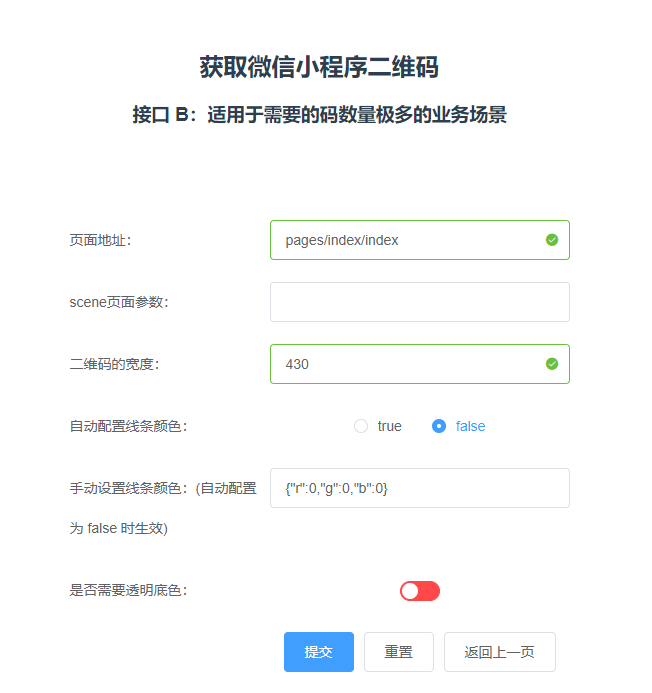 获取微信小程序二维码
接口 B：适用于需要的码数量极多的业务场景
页面地址：
pages/index/index
scene页面参数：
二维码的宽度：
430
自动配置线条颜色：
true
false
手动设置线条颜色：(自动配置
为 false 时生效)
{"r":0,"g":0,"b":0}
是否需要透明底色：
提交
重置
返回上一页